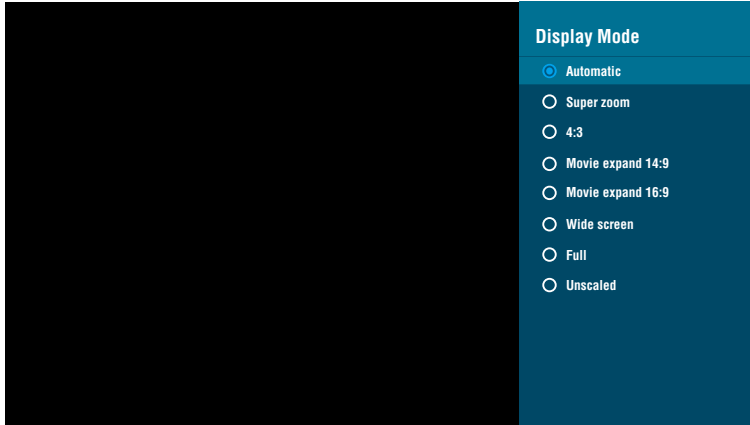 Display Mode
Automatic
Super zoom
4:3
Movie expand 14:9
Movie expand 16:9
Wide screen
Full
Unscaled